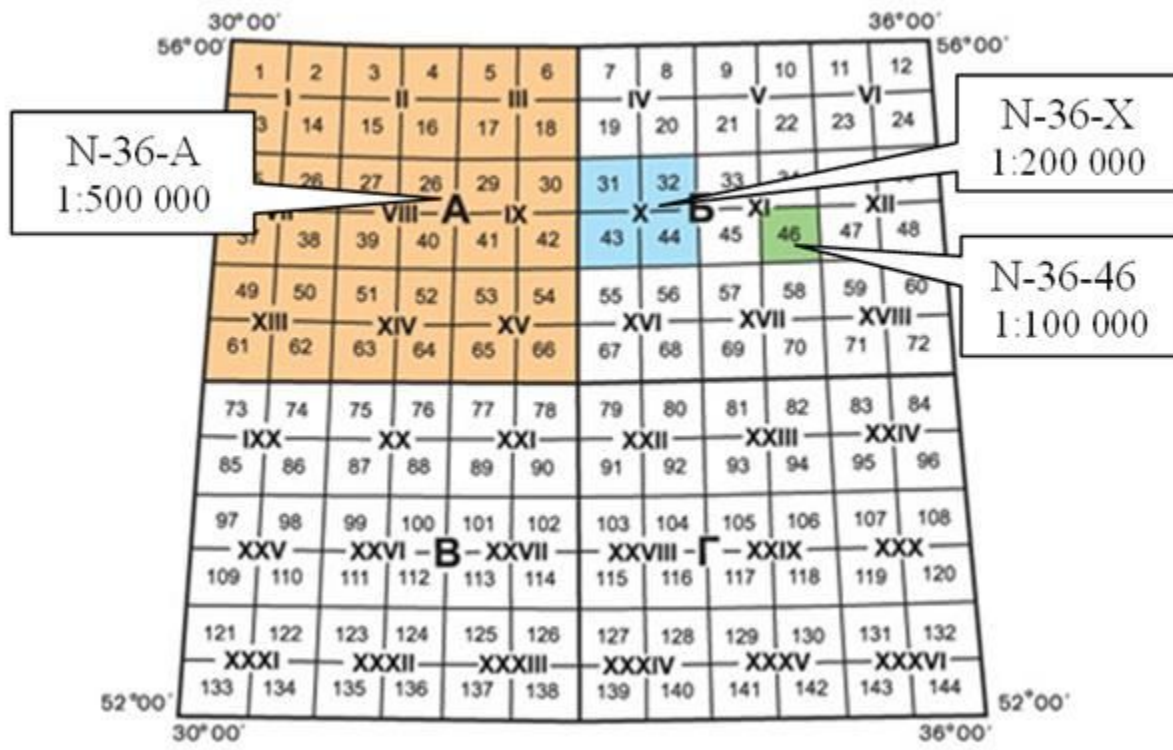 30°00'
36°00'
56°00'
56°00'
1 2 3 4 5 6 7 8 9 10 11 12
I II III IV V VI
14 15 16 17 18 19 20 21 22 23 24
N-36-А
1:500 000
N-36-X
1:200 000
26 27 26 29 30 31 32 33
VIII А IX X Б XI XII
37 38 39 40 41 42 43 44 45 46 47 48
N-36-46
1:100 000
49 50 51 52 53 54 55 56 57 58 59 60
XIII XIV XV XVI XVII XVIII
61 62 63 64 65 66 67 68 69 70 71 72
73 74 75 76 77 78 79 80 81 82 83 84
IXX XX XXI XXII XXIII XXIV
85 86 87 88 89 90 91 92 93 94 95 96
97 98 99 100 101 102 103 104 105 106 107 108
XXV XXVI В XXVII XXVIII Г XXIX XXX
109 110 111 112 113 114 115 116 117 118 119 120
121 122 123 124 125 126 127 128 129 130 131 132
XXXI XXXII XXXIII XXXIV XXXV XXXVI
133 134 135 136 137 138 139 140 141 142 143 144
52°00'
52°00'
30°00'
36°00'